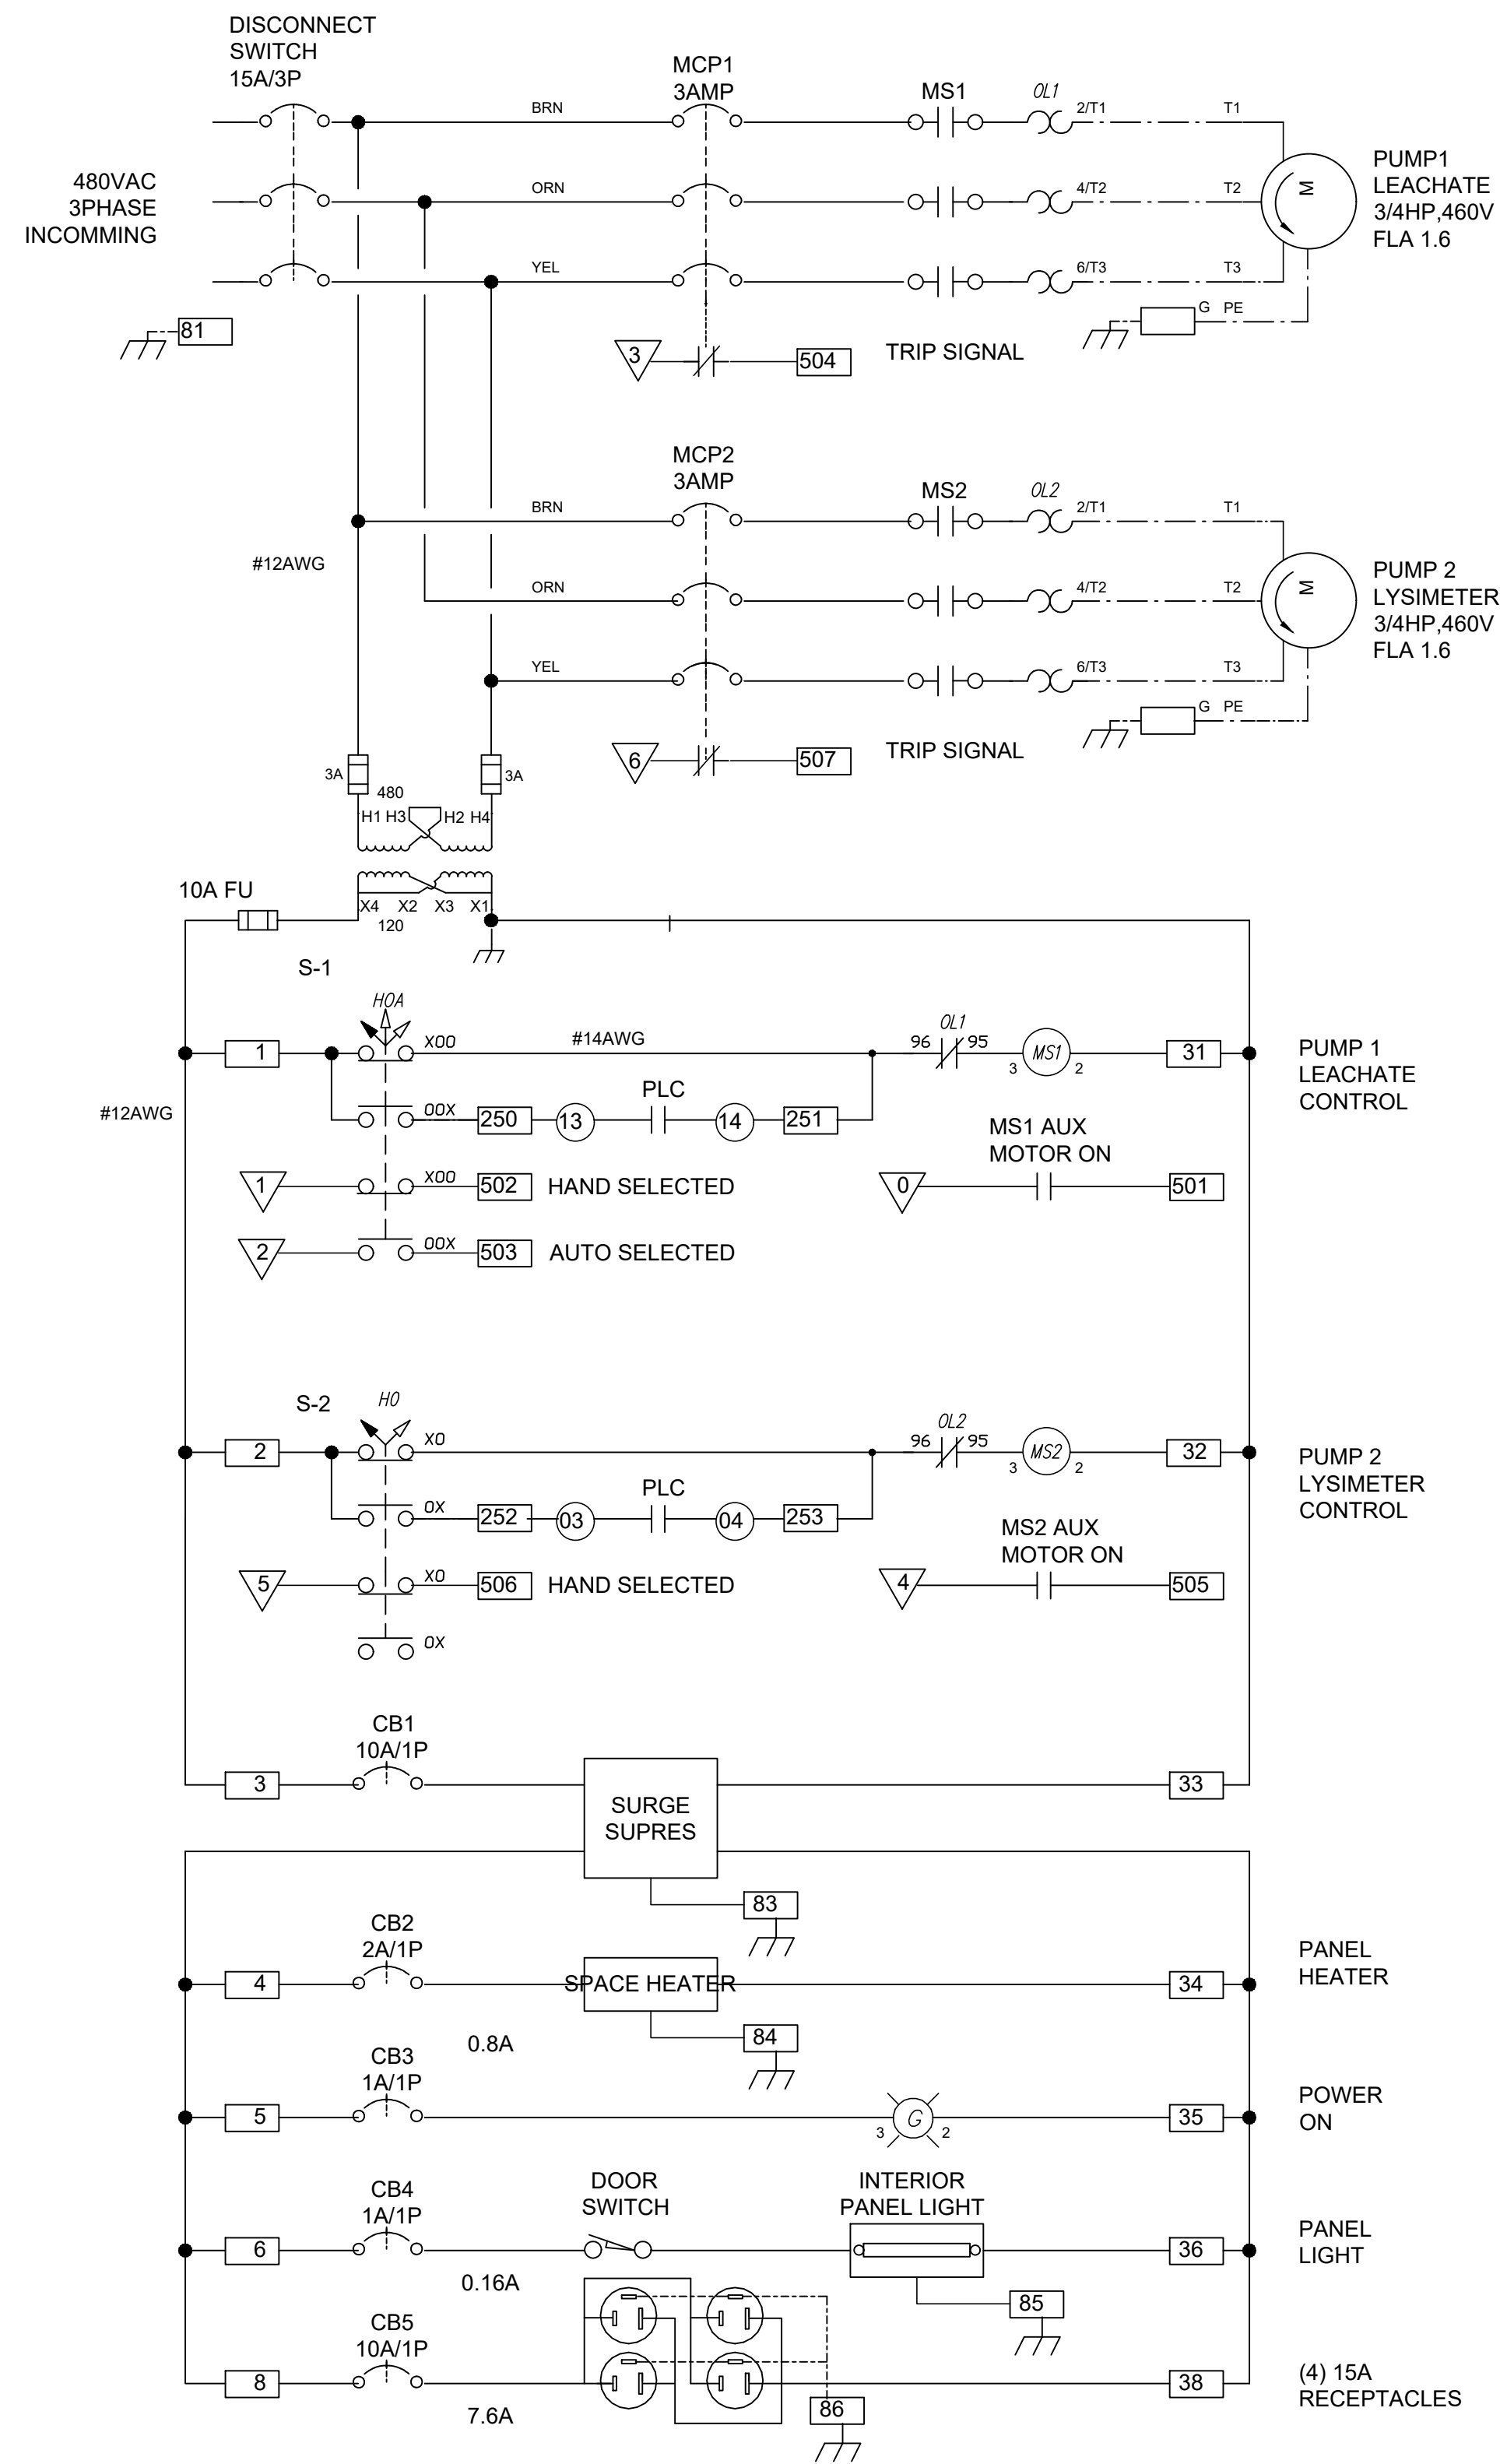 DISCONNECT
SWITCH
15A/3P
MCP1
3AMP
MS1
OL1
BRN
2/T1
T1
480VAC
3PHASE
INCOMMING
ORN
4/T2
T2
M
PUMP1
LEACHATE
3/4HP,460V
FLA 1.6
YEL
6/T3
T3
81
G PE
3
504
TRIP SIGNAL
MCP2
3AMP
MS2
OL2
BRN
2/T1
T1
#12AWG
ORN
4/T2
T2
M
PUMP 2
LYSIMETER
3/4HP,460V
FLA 1.6
YEL
6/T3
T3
G PE
6
507
TRIP SIGNAL
3A
3A
480
H1 H3 H2 H4
10A FU
X4 X2 X3 X1
120
S-1
HOA
1
X00
#14AWG
OL1
96 95
MS1
3 2
31
PUMP 1
LEACHATE
CONTROL
#12AWG
00X
250
13
PLC
14
251
MS1 AUX
MOTOR ON
1
X00
502
HAND SELECTED
0
501
2
00X
503
AUTO SELECTED
S-2
HO
2
X0
OL2
96 95
MS2
3 2
32
PUMP 2
LYSIMETER
CONTROL
0X
252
03
PLC
04
253
MS2 AUX
MOTOR ON
5
X0
506
HAND SELECTED
4
505
0X
CB1
10A/1P
3
SURGE
SUPRES
33
83
CB2
2A/1P
4
SPACE HEATER
34
PANEL
HEATER
84
0.8A
CB3
1A/1P
5
G
3 2
35
POWER
ON
CB4
1A/1P
DOOR
SWITCH
INTERIOR
PANEL LIGHT
6
36
PANEL
LIGHT
0.16A
85
CB5
10A/1P
8
38
(4) 15A
RECEPTACLES
7.6A
86